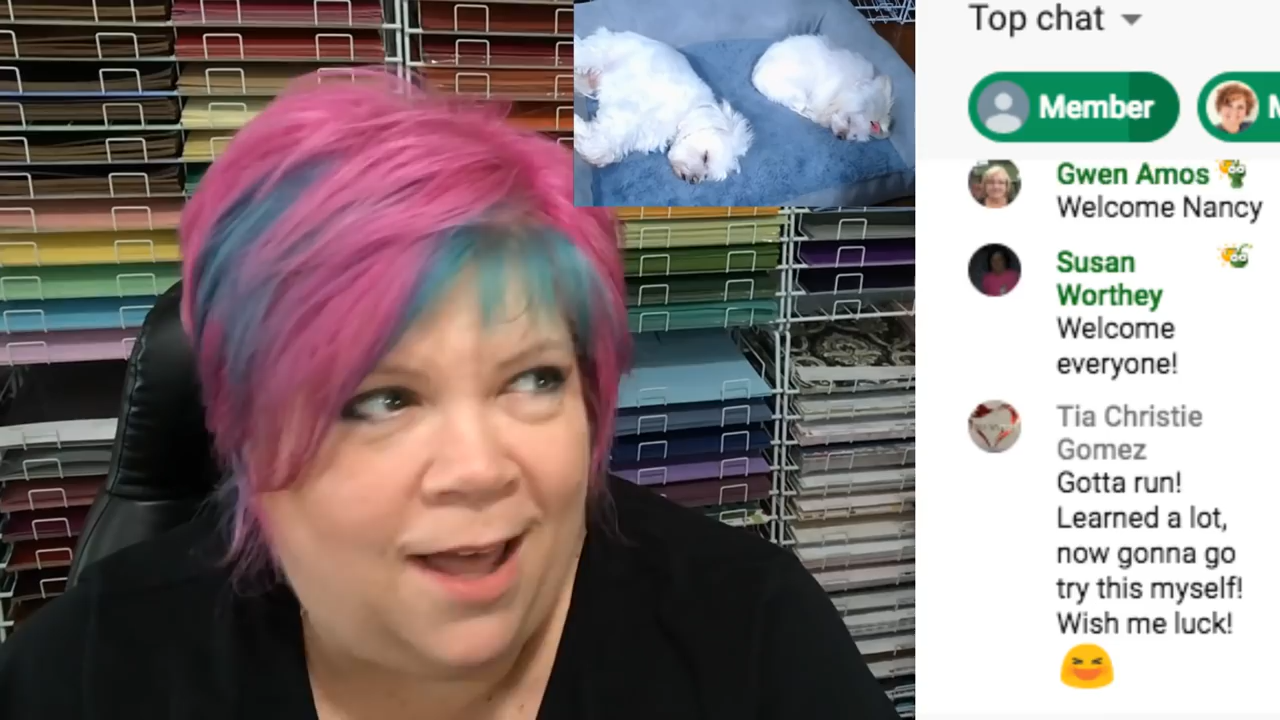 Top chat
Member
M
Gwen Amos
Welcome Nancy
Susan
Worthey
Welcome
everyone!
Tia Christie
Gomez
Gotta run!
Learned a lot,
now gonna go
try this myself!
Wish me luck!